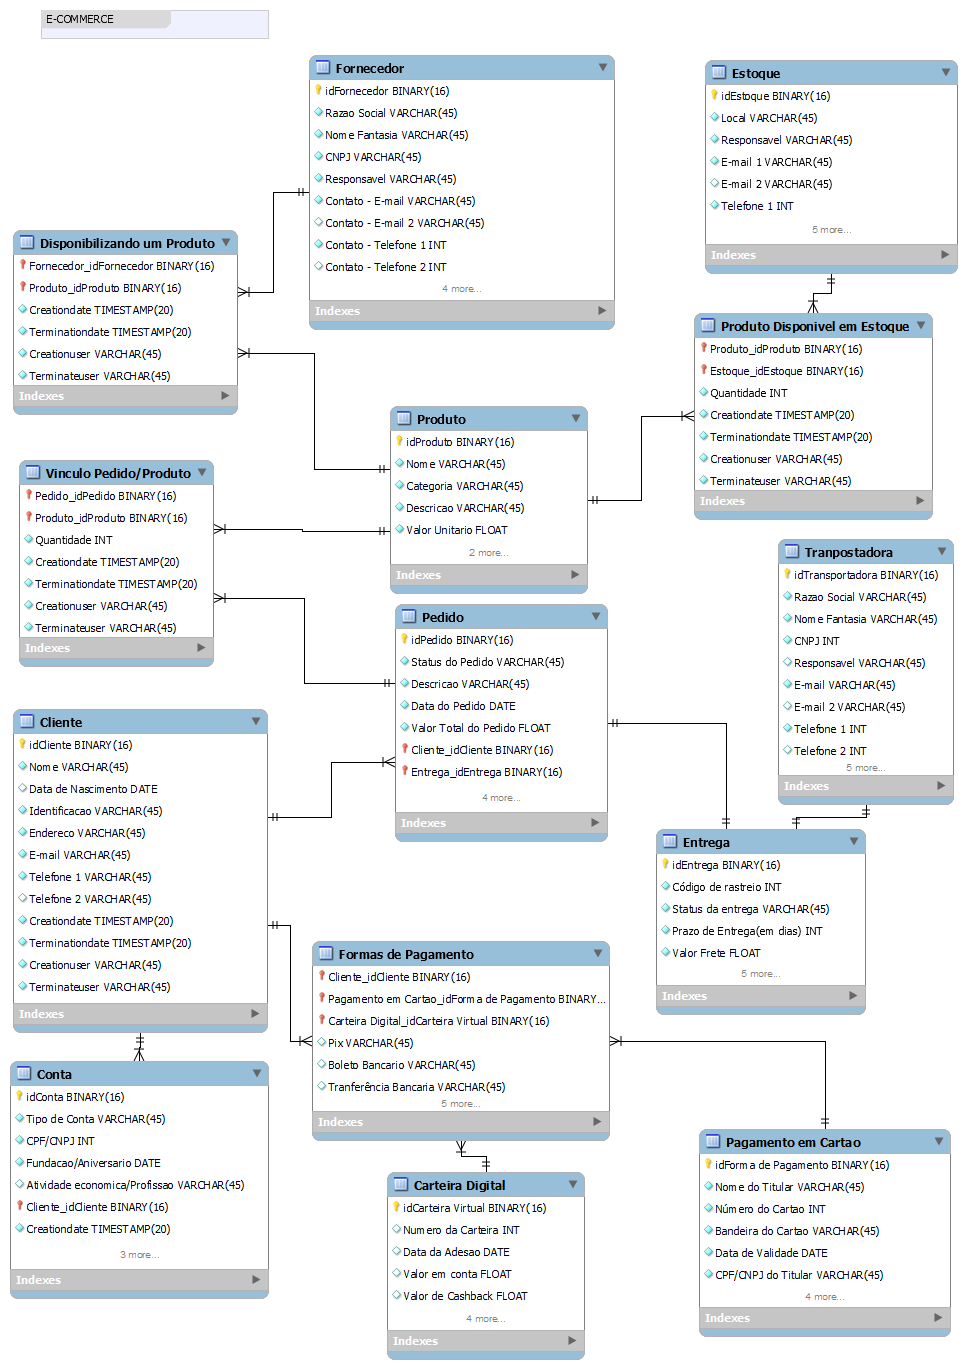 E-COMMERCE
Fornecedor
idFornecedor BINARY(16)
Razao Social VARCHAR(45)
Nome Fantasia VARCHAR(45)
CNPJ VARCHAR(45)
Responsavel VARCHAR(45)
Contato - E-mail VARCHAR(45)
Contato - E-mail 2 VARCHAR(45)
Contato - Telefone 1 INT
Contato - Telefone 2 INT
4 more...
Indexes
Estoque
idEstoque BINARY(16)
Local VARCHAR(45)
Responsavel VARCHAR(45)
E-mail 1 VARCHAR(45)
E-mail 2 VARCHAR(45)
Telefone 1 INT
5 more...
Indexes
Disponibilizando um Produto
Fornecedor_idFornecedor BINARY(16)
Produto_idProduto BINARY(16)
Creationdate TIMESTAMP(20)
Terminationdate TIMESTAMP(20)
Creationuser VARCHAR(45)
Terminateuser VARCHAR(45)
Indexes
Produto Disponivel em Estoque
Produto_idProduto BINARY(16)
Estoque_idEstoque BINARY(16)
Quantidade INT
Creationdate TIMESTAMP(20)
Terminationdate TIMESTAMP(20)
Creationuser VARCHAR(45)
Terminateuser VARCHAR(45)
Indexes
Produto
idProduto BINARY(16)
Nome VARCHAR(45)
Categoria VARCHAR(45)
Descricao VARCHAR(45)
Valor Unitario FLOAT
2 more...
Indexes
Vinculo Pedido/Produto
Pedido_idPedido BINARY(16)
Produto_idProduto BINARY(16)
Quantidade INT
Creationdate TIMESTAMP(20)
Terminationdate TIMESTAMP(20)
Creationuser VARCHAR(45)
Terminateuser VARCHAR(45)
Indexes
Tranpostadora
idTransportadora BINARY(16)
Razao Social VARCHAR(45)
Nome Fantasia VARCHAR(45)
CNPJ INT
Responsavel VARCHAR(45)
E-mail VARCHAR(45)
E-mail 2 VARCHAR(45)
Telefone 1 INT
Telefone 2 INT
5 more...
Indexes
Pedido
idPedido BINARY(16)
Status do Pedido VARCHAR(45)
Descricao VARCHAR(45)
Data do Pedido DATE
Valor Total do Pedido FLOAT
Cliente_idCliente BINARY(16)
Entrega_idEntrega BINARY(16)
4 more...
Indexes
Cliente
idCliente BINARY(16)
Nome VARCHAR(45)
Data de Nascimento DATE
Identificacao VARCHAR(45)
Endereco VARCHAR(45)
E-mail VARCHAR(45)
Telefone 1 VARCHAR(45)
Telefone 2 VARCHAR(45)
Creationdate TIMESTAMP(20)
Terminationdate TIMESTAMP(20)
Creationuser VARCHAR(45)
Terminateuser VARCHAR(45)
Indexes
Entrega
idEntrega BINARY(16)
Código de rastreio INT
Status da entrega VARCHAR(45)
Prazo de Entrega(em dias) INT
Valor Frete FLOAT
5 more...
Indexes
Formas de Pagamento
Cliente_idCliente BINARY(16)
Pagamento em Cartao_idForma de Pagamento BINARY...
Carteira Digital_idCarteira Virtual BINARY(16)
Pix VARCHAR(45)
Boleto Bancario VARCHAR(45)
Tranferência Bancaria VARCHAR(45)
5 more...
Indexes
Conta
idConta BINARY(16)
Tipo de Conta VARCHAR(45)
CPF/CNPJ INT
Fundacao/Aniversario DATE
Atividade economica/Profissao VARCHAR(45)
Cliente_idCliente BINARY(16)
Creationdate TIMESTAMP(20)
3 more...
Indexes
Pagamento em Cartao
idForma de Pagamento BINARY(16)
Nome do Titular VARCHAR(45)
Número do Cartao INT
Bandeira do Cartao VARCHAR(45)
Data de Validade DATE
CPF/CNPJ do Titular VARCHAR(45)
4 more...
Indexes
Carteira Digital
idCarteira Virtual BINARY(16)
Numero da Carteira INT
Data da Adesao DATE
Valor em conta FLOAT
Valor de Cashback FLOAT
4 more...
Indexes